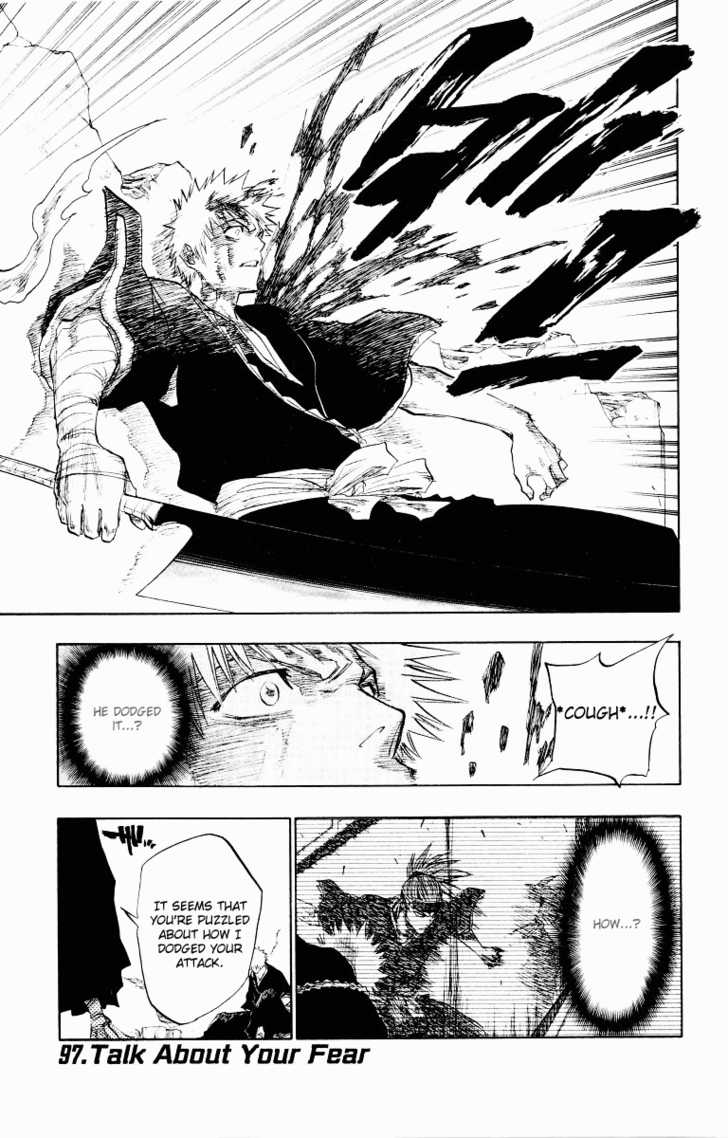 *COUGH*...!!
HE DODGED
IT...?
HOW...?
IT SEEMS THAT
YOU'RE PUZZLED
ABOUT HOW I
DODGED YOUR
ATTACK.
97.Talk About Your Fear